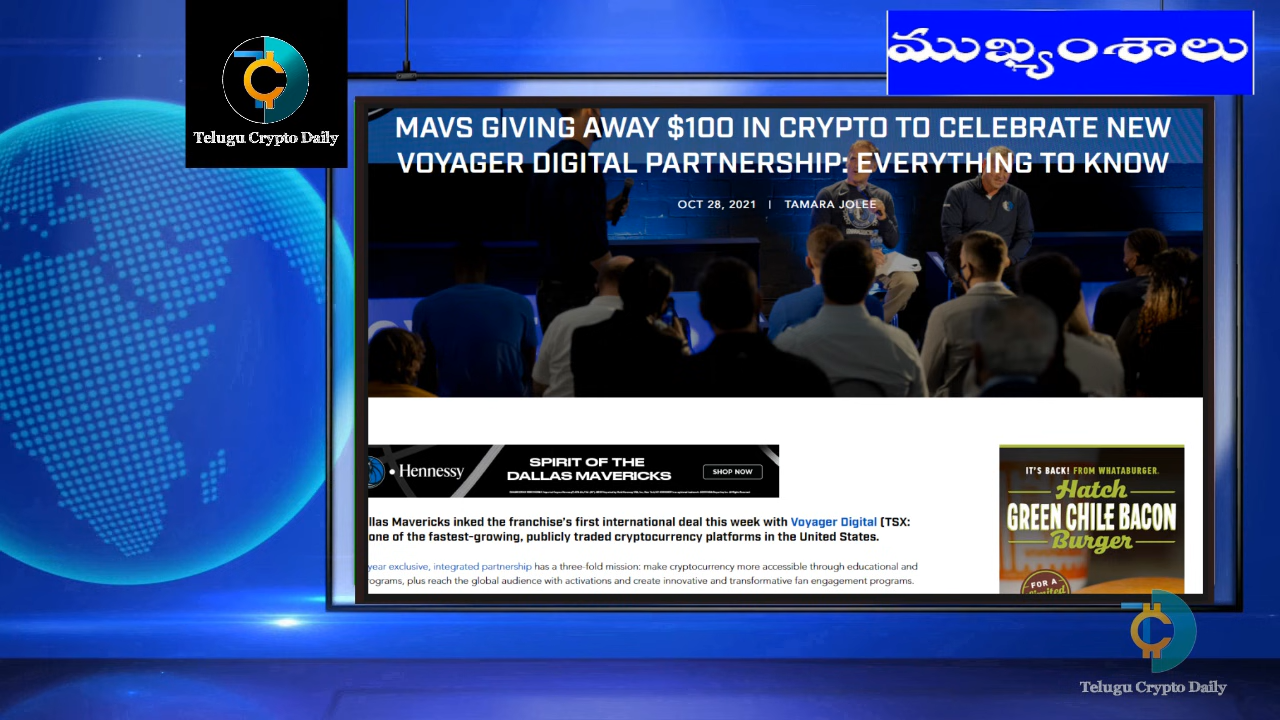 Telugu Crypto Daily
ముఖ్యంశాలు
MAVS GIVING AWAY $100 IN CRYPTO TO CELEBRATE NEW
VOYAGER DIGITAL PARTNERSHIP: EVERYTHING TO KNOW
OCT 28, 2021 | TAMARA JOLEE
Hennessy
SPIRIT OF THE
DALLAS MAVERICKS
SHOP NOW
IT'S BACK! FROM WHATABURGER.
Hatch
GREEN CHILE BACON
Burger
FOR A
limited
llas Mavericks inked the franchise's first international deal this week with Voyager Digital (TSX:
one of the fastest-growing, publicly traded cryptocurrency platforms in the United States.
year exclusive, integrated partnership has a three-fold mission: make cryptocurrency more accessible through educational and
rograms, plus reach the global audience with activations and create innovative and transformative fan engagement programs.
Telugu Crypto Daily